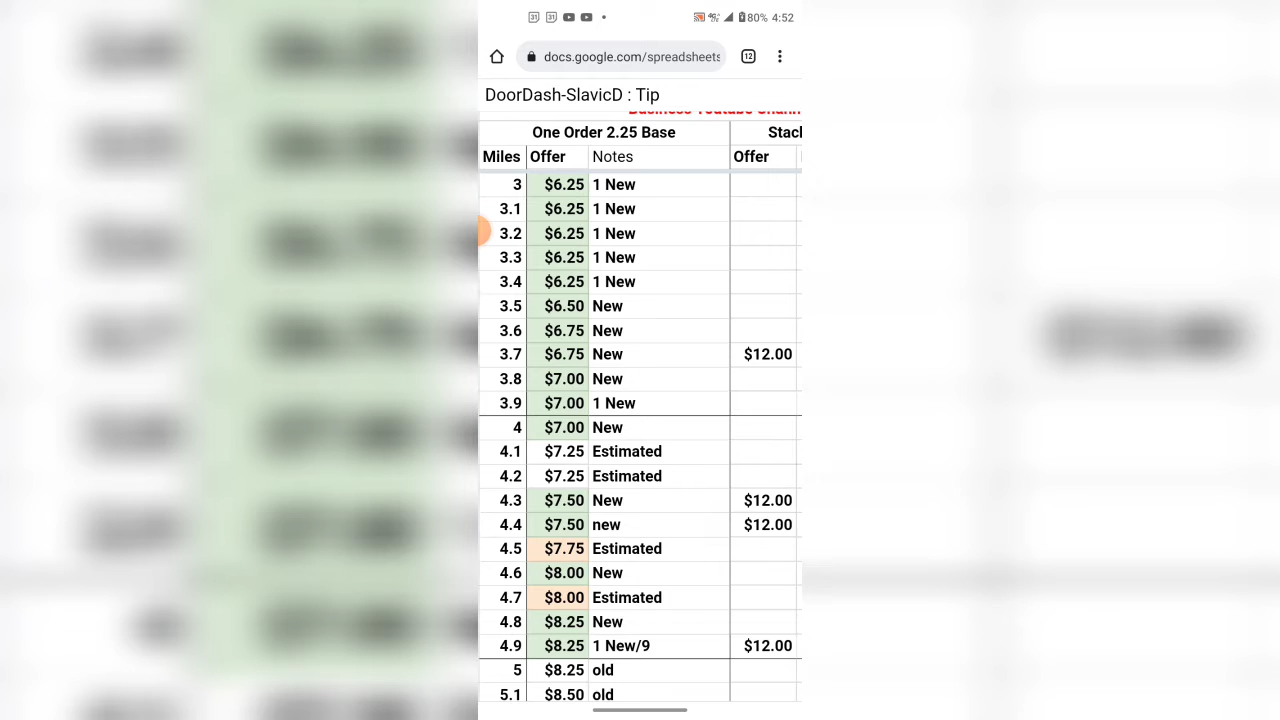 31 31 80% 4:52
docs.google.com/spreadsheets 12
DoorDash-SlavicD : Tip
Business Youtube Chann
One Order 2.25 Base Stac
Miles Offer Notes Offer
3 $6.25 1 New
3.1 $6.25 1 New
3.2 $6.25 1 New
3.3 $6.25 1 New
3.4 $6.25 1 New
3.5 $6.50 New
3.6 $6.75 New
3.7 $6.75 New $12.00
3.8 $7.00 New
3.9 $7.00 1 New
4 $7.00 New
4.1 $7.25 Estimated
4.2 $7.25 Estimated
4.3 $7.50 New $12.00
4.4 $7.50 new $12.00
4.5 $7.75 Estimated
4.6 $8.00 New
4.7 $8.00 Estimated
4.8 $8.25 New
4.9 $8.25 1 New/9 $12.00
5 $8.25 old
5.1 $8.50 old